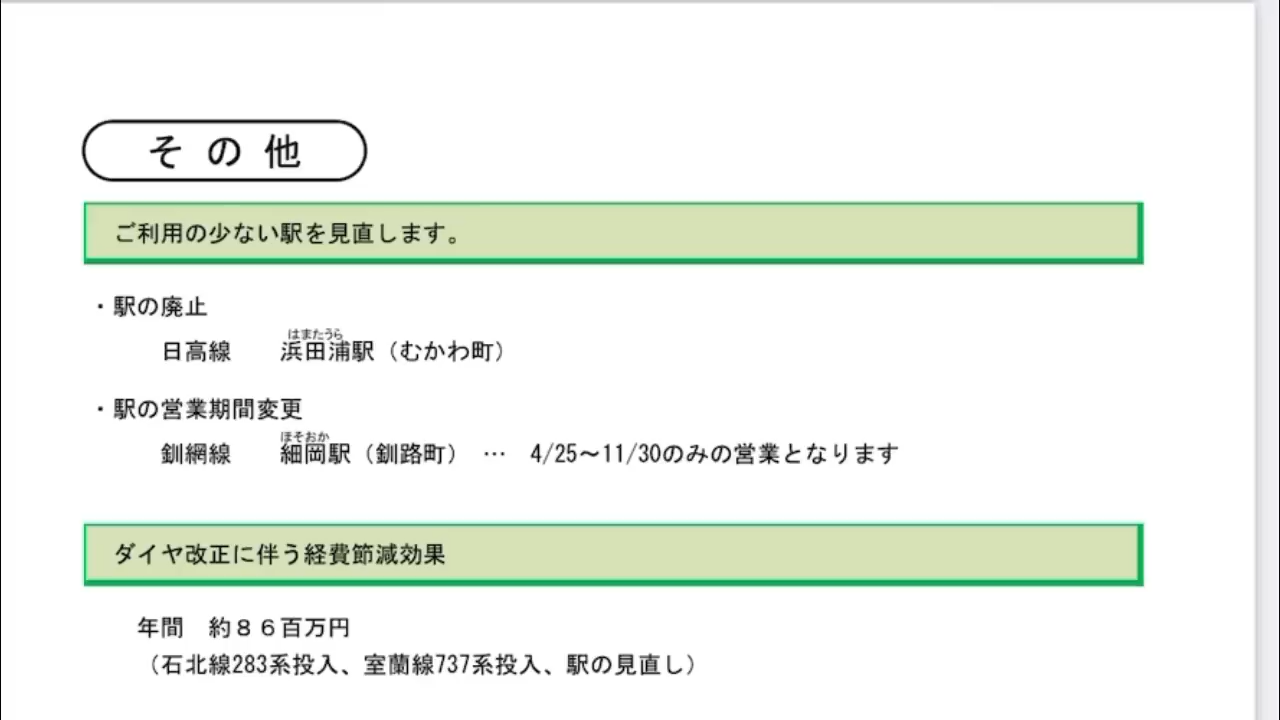 その他
ご利用の少ない駅を見直します。
・駅の廃止
はまたうら
日高線 浜田浦駅（むかわ町）
・駅の営業期間変更
ほそおか
釧網線 細岡駅（釧路町） … 4/25～11/30のみの営業となります
ダイヤ改正に伴う経費節減効果
年間 約８６百万円
（石北線283系投入、室蘭線737系投入、駅の見直し）